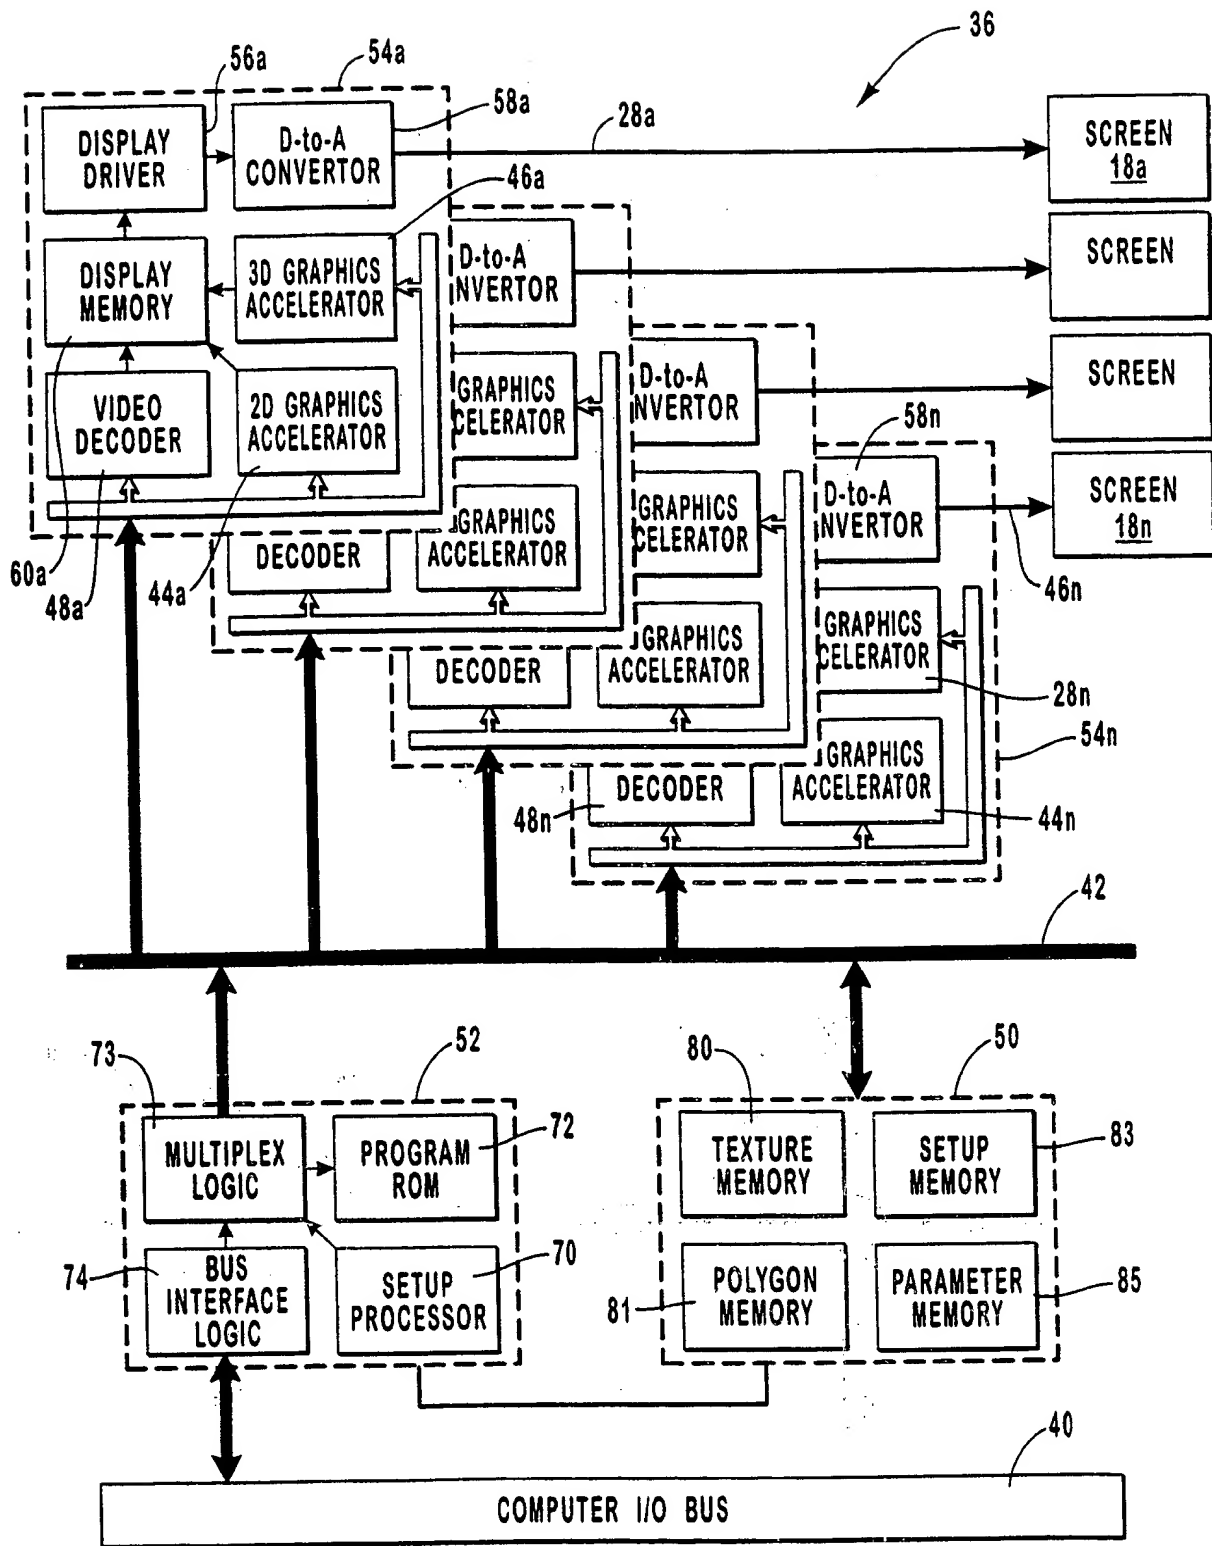 36
56a
54a
58a
28a
DISPLAY
DRIVER
D-to-A
CONVERTOR
SCREEN
18a
46a
DISPLAY
MEMORY
3D GRAPHICS
ACCELERATOR
D-to-A
NVERTOR
SCREEN
VIDEO
DECODER
2D GRAPHICS
ACCELERATOR
GRAPHICS
CELERATOR
D-to-A
NVERTOR
SCREEN
58n
60a
48a
44a
DECODER
GRAPHICS
ACCELERATOR
GRAPHICS
CELERATOR
D-to-A
NVERTOR
SCREEN
18n
46n
DECODER
GRAPHICS
ACCELERATOR
GRAPHICS
CELERATOR
28n
54n
48n
DECODER
GRAPHICS
ACCELERATOR
44n
42
73
52
80
50
MULTIPLEX
LOGIC
PROGRAM
ROM
72
TEXTURE
MEMORY
SETUP
MEMORY
83
74
BUS
INTERFACE
LOGIC
SETUP
PROCESSOR
70
81
POLYGON
MEMORY
PARAMETER
MEMORY
85
40
COMPUTER I/O BUS